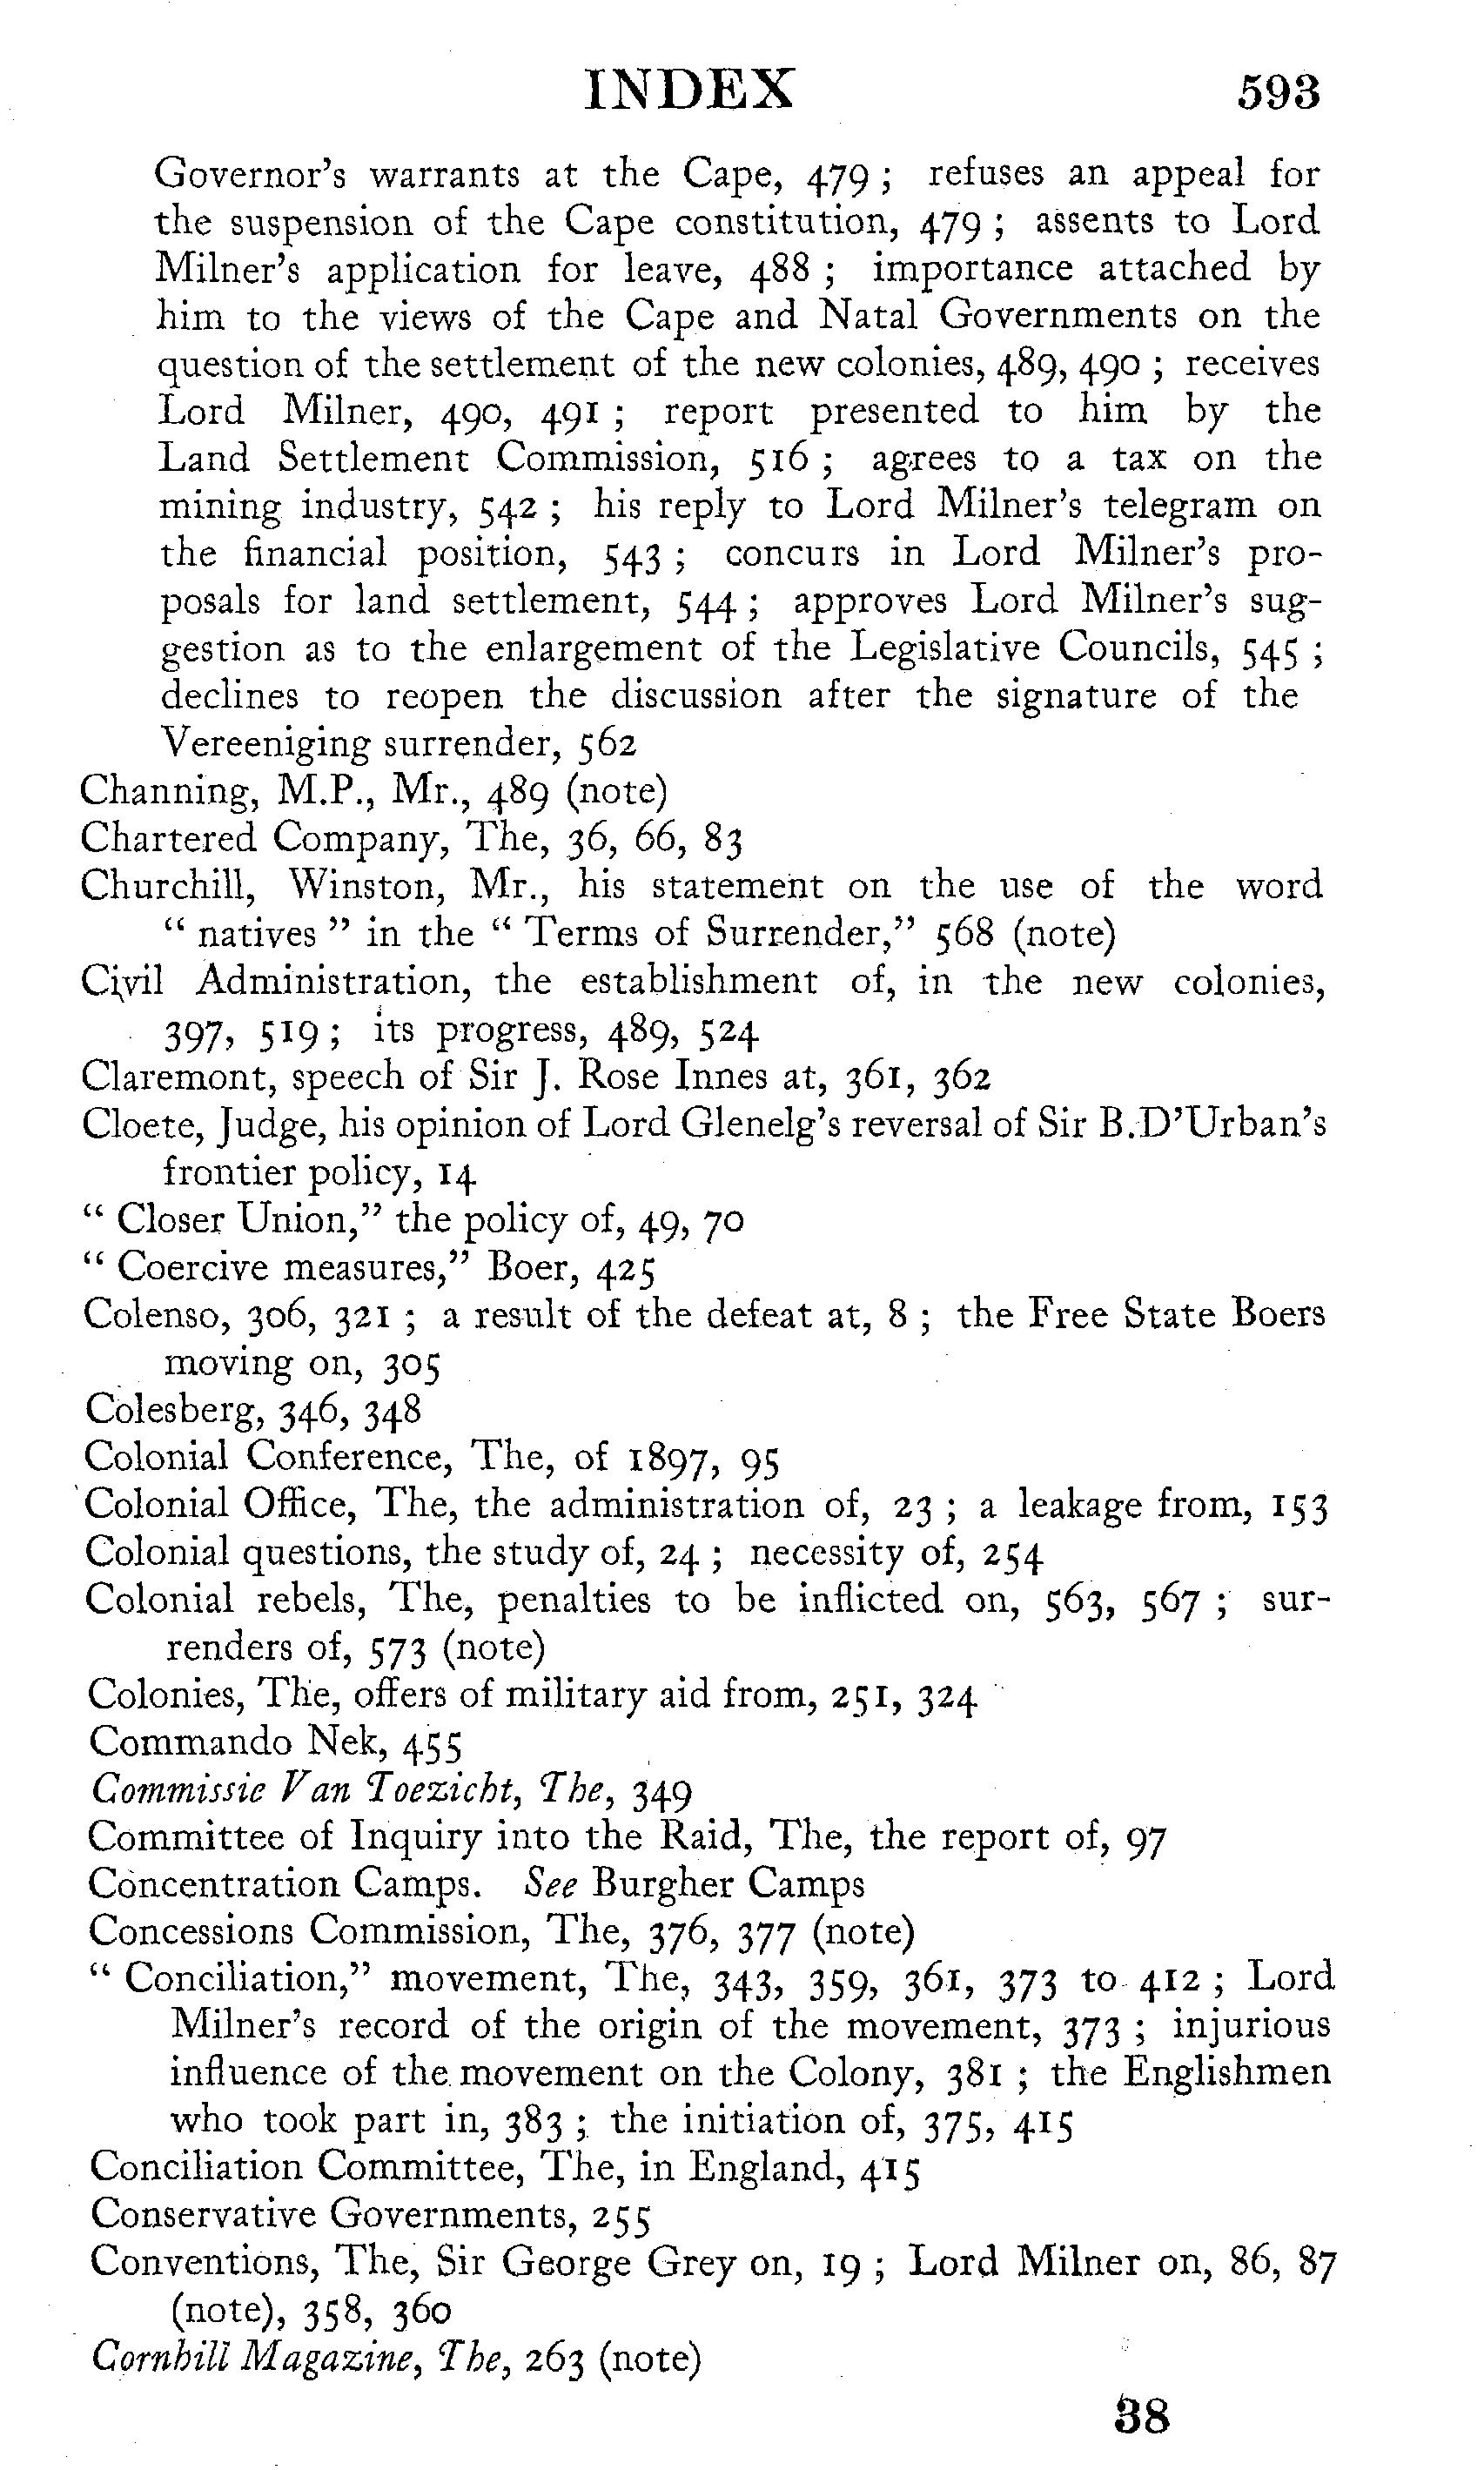 INDEX 593
Governor's warrants at the Cape, 479 ; refuses an appeal for
the suspension of the Cape constitution, 479 ; assents to Lord
Milner's application for leave, 488 ; importance attached by
him to the views of the Cape and Natal Governments on the
question of the settlement of the new colonies, 489, 490 ; receives
Lord Milner, 490, 491 ; report presented to him by the
Land Settlement Commission, 516 ; agrees to a tax on the
mining industry, 542 ; his reply to Lord Milner's telegram on
the financial position, 543 ; concurs in Lord Milner's pro-
posals for land settlement, 544 ; approves Lord Milner's sug-
gestion as to the enlargement of the Legislative Councils, 545 ;
declines to reopen the discussion after the signature of the
Vereeniging surrender, 562
Channing, M.P., Mr., 489 (note)
Chartered Company, The, 36, 66, 83
Churchill, Winston, Mr., his statement on the use of the word
“ natives ” in the “ Terms of Surrender,” 568 (note)
Civil Administration, the establishment of, in the new colonies,
397, 519 ; its progress, 489, 524
Claremont, speech of Sir J. Rose Innes at, 361, 362
Cloete, Judge, his opinion of Lord Glenelg's reversal of Sir B. D'Urban's
frontier policy, 14
“ Closer Union,” the policy of, 49, 70
“ Coercive measures,” Boer, 425
Colenso, 306, 321 ; a result of the defeat at, 8 ; the Free State Boers
moving on, 305
Colesberg, 346, 348
Colonial Conference, The, of 1897, 95
Colonial Office, The, the administration of, 23 ; a leakage from, 153
Colonial questions, the study of, 24 ; necessity of, 254
Colonial rebels, The, penalties to be inflicted on, 563, 567 ; sur-
renders of, 573 (note)
Colonies, The, offers of military aid from, 251, 324
Commando Nek, 455
Commissie Van Toezicht, The, 349
Committee of Inquiry into the Raid, The, the report of, 97
Concentration Camps. See Burgher Camps
Concessions Commission, The, 376, 377 (note)
“ Conciliation,” movement, The, 343, 359, 361, 373 to 412 ; Lord
Milner's record of the origin of the movement, 373 ; injurious
influence of the movement on the Colony, 381 ; the Englishmen
who took part in, 383 ; the initiation of, 375, 415
Conciliation Committee, The, in England, 415
Conservative Governments, 255
Conventions, The, Sir George Grey on, 19 ; Lord Milner on, 86, 87
(note), 358, 360
Cornhill Magazine, The, 263 (note)
38